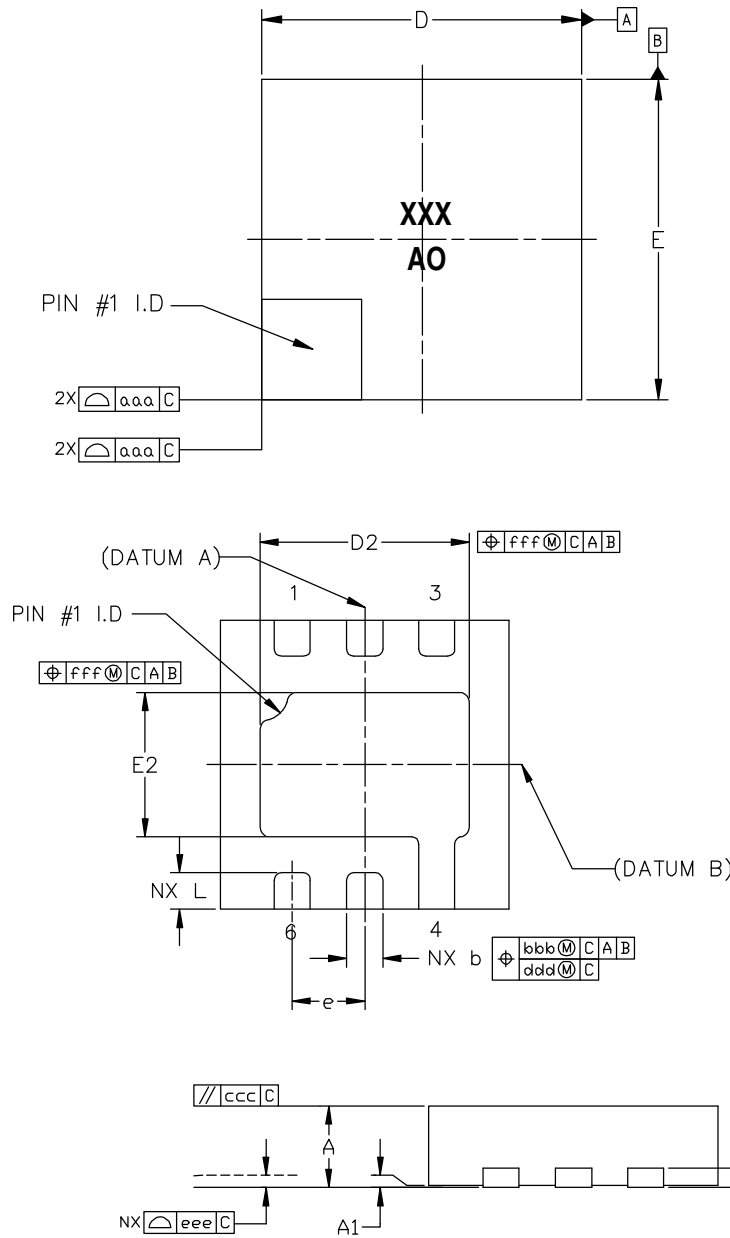 D
A
B
XXX
AO
E
PIN #1 I.D
2X ⌓ aaa C
2X ⌓ aaa C
D2
⌖ fff Ⓜ C A B
(DATUM A)
1 3
PIN #1 I.D
⌖ fff Ⓜ C A B
E2
(DATUM B)
NX L
6 4
NX b ⌖ bbb Ⓜ C A B
ddd Ⓜ C
e
// ccc C
A
NX ⌓ eee C
A1